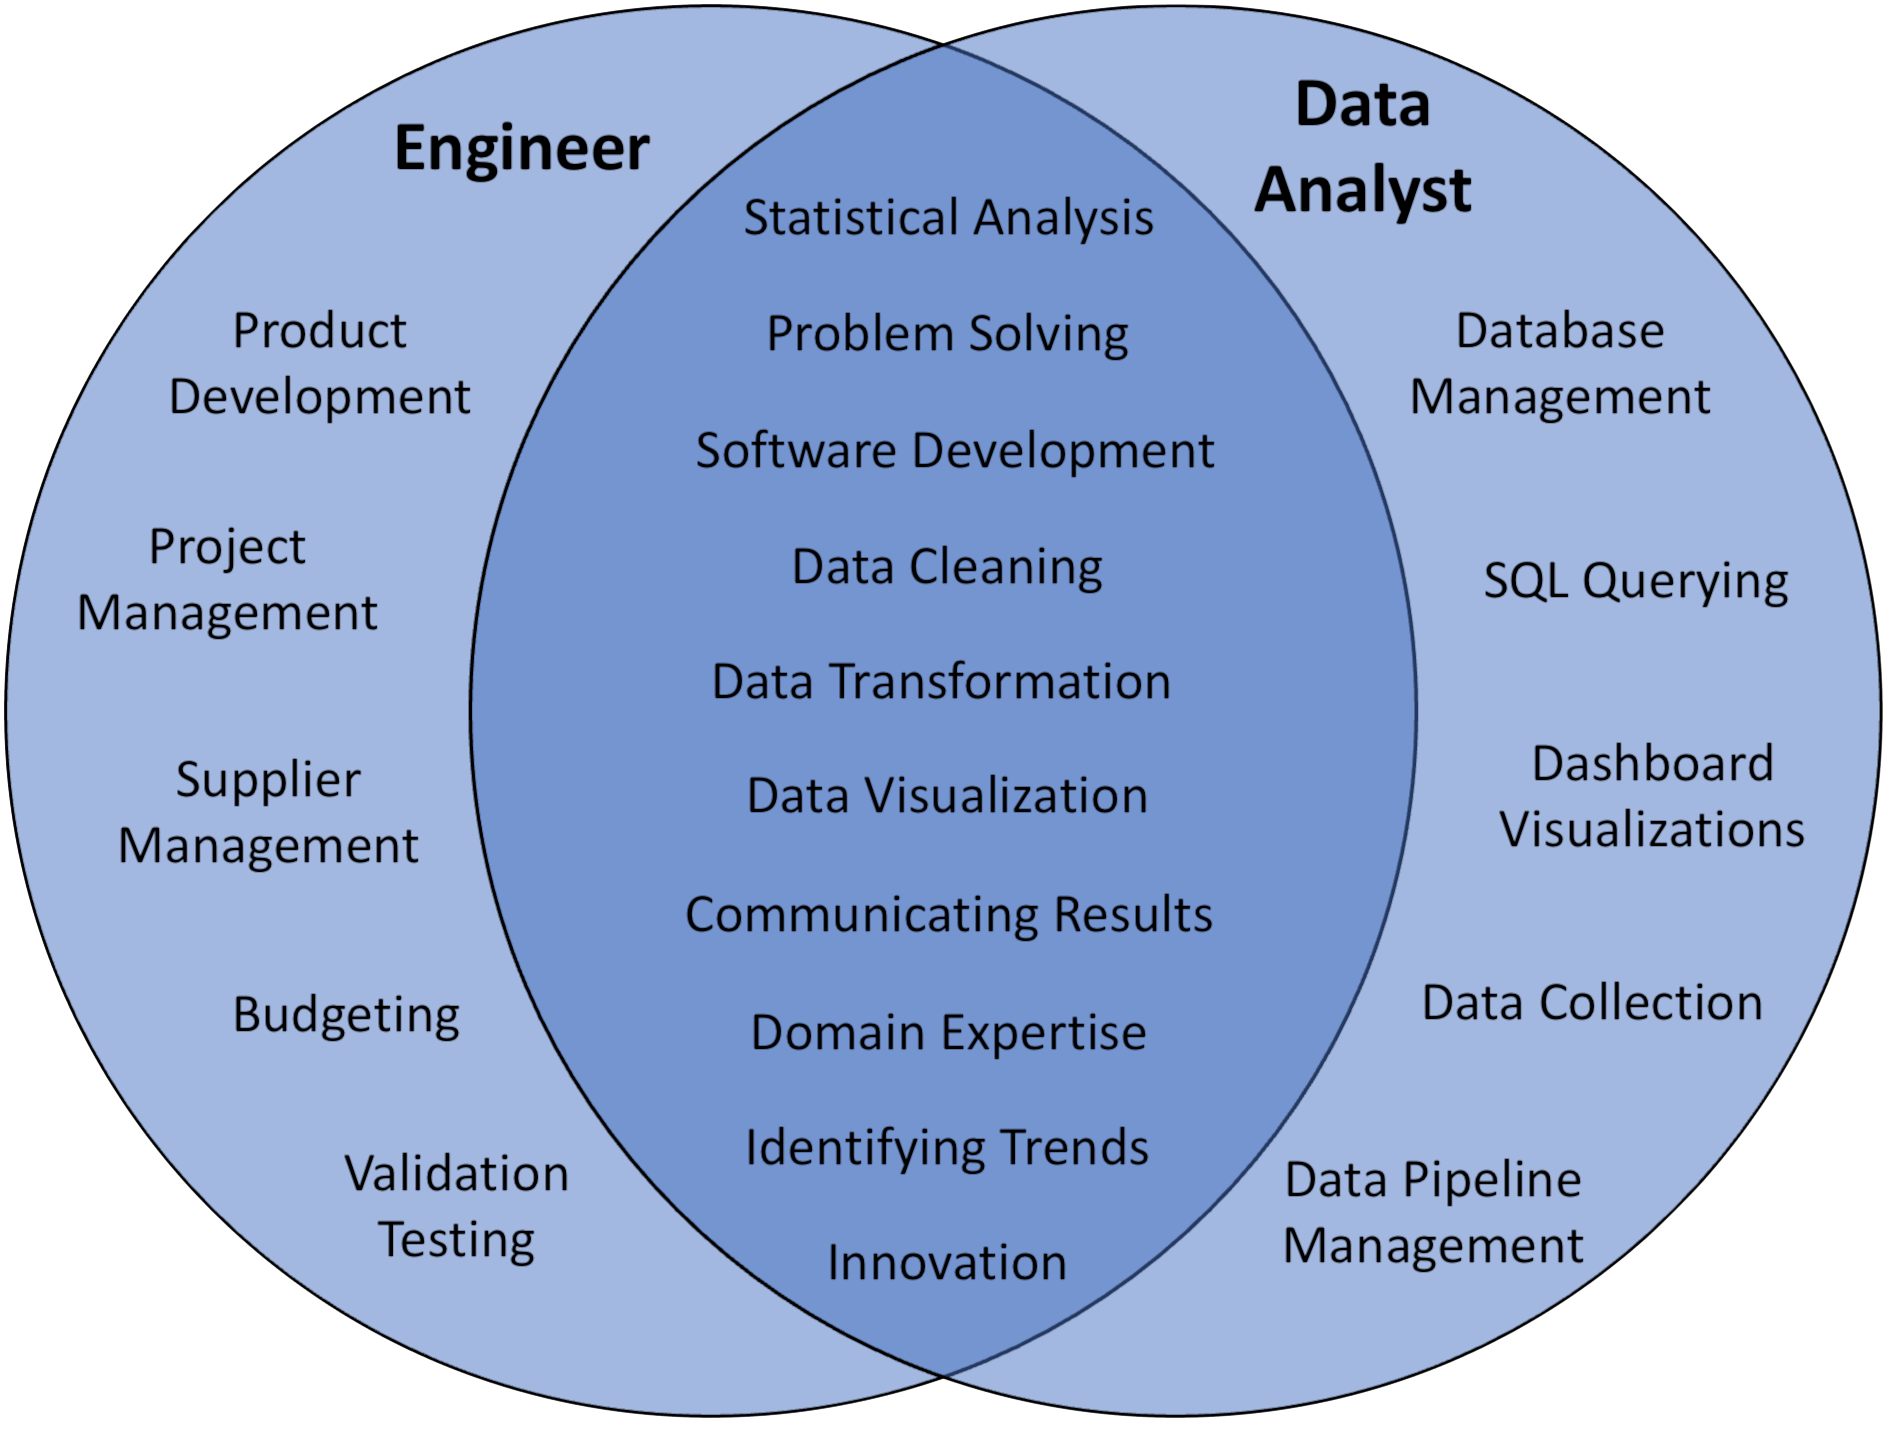 Engineer
Product
Development
Project
Management
Supplier
Management
Budgeting
Validation
Testing
Statistical Analysis
Problem Solving
Software Development
Data Cleaning
Data Transformation
Data Visualization
Communicating Results
Domain Expertise
Identifying Trends
Innovation
Data
Analyst
Database
Management
SQL Querying
Dashboard
Visualizations
Data Collection
Data Pipeline
Management